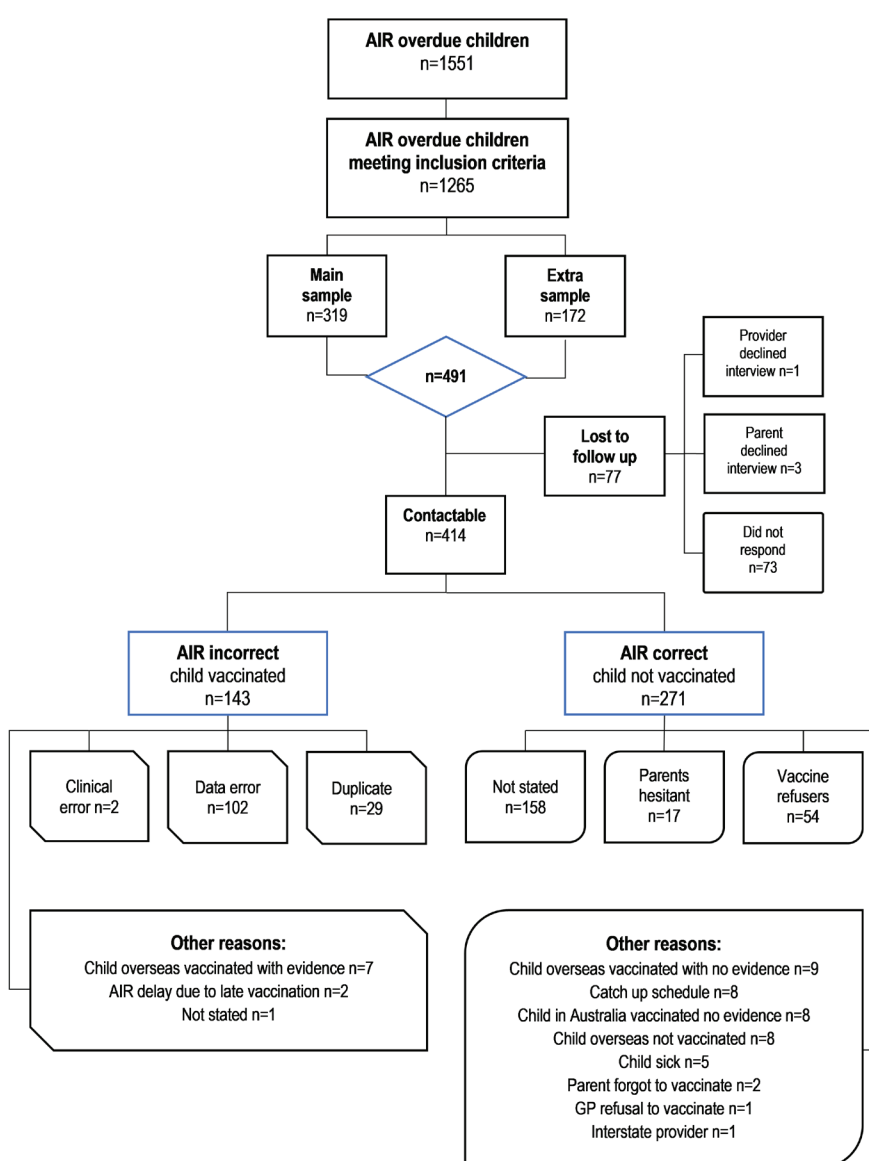 AIR overdue children
n=1551
AIR overdue children
meeting inclusion criteria
n=1265
Main
sample
n=319
Extra
sample
n=172
n=491
Provider
declined
interview n=1
Lost to
follow up
n=77
Parent
declined
interview n=3
Did not
respond
n=73
Contactable
n=414
AIR incorrect
child vaccinated
n=143
AIR correct
child not vaccinated
n=271
Clinical
error n=2
Data error
n=102
Duplicate
n=29
Not stated
n=158
Parents
hesitant
n=17
Vaccine
refusers
n=54
Other reasons:
Child overseas vaccinated with evidence n=7
AIR delay due to late vaccination n=2
Not stated n=1
Other reasons:
Child overseas vaccinated with no evidence n=9
Catch up schedule n=8
Child in Australia vaccinated no evidence n=8
Child overseas not vaccinated n=8
Child sick n=5
Parent forgot to vaccinate n=2
GP refusal to vaccinate n=1
Interstate provider n=1